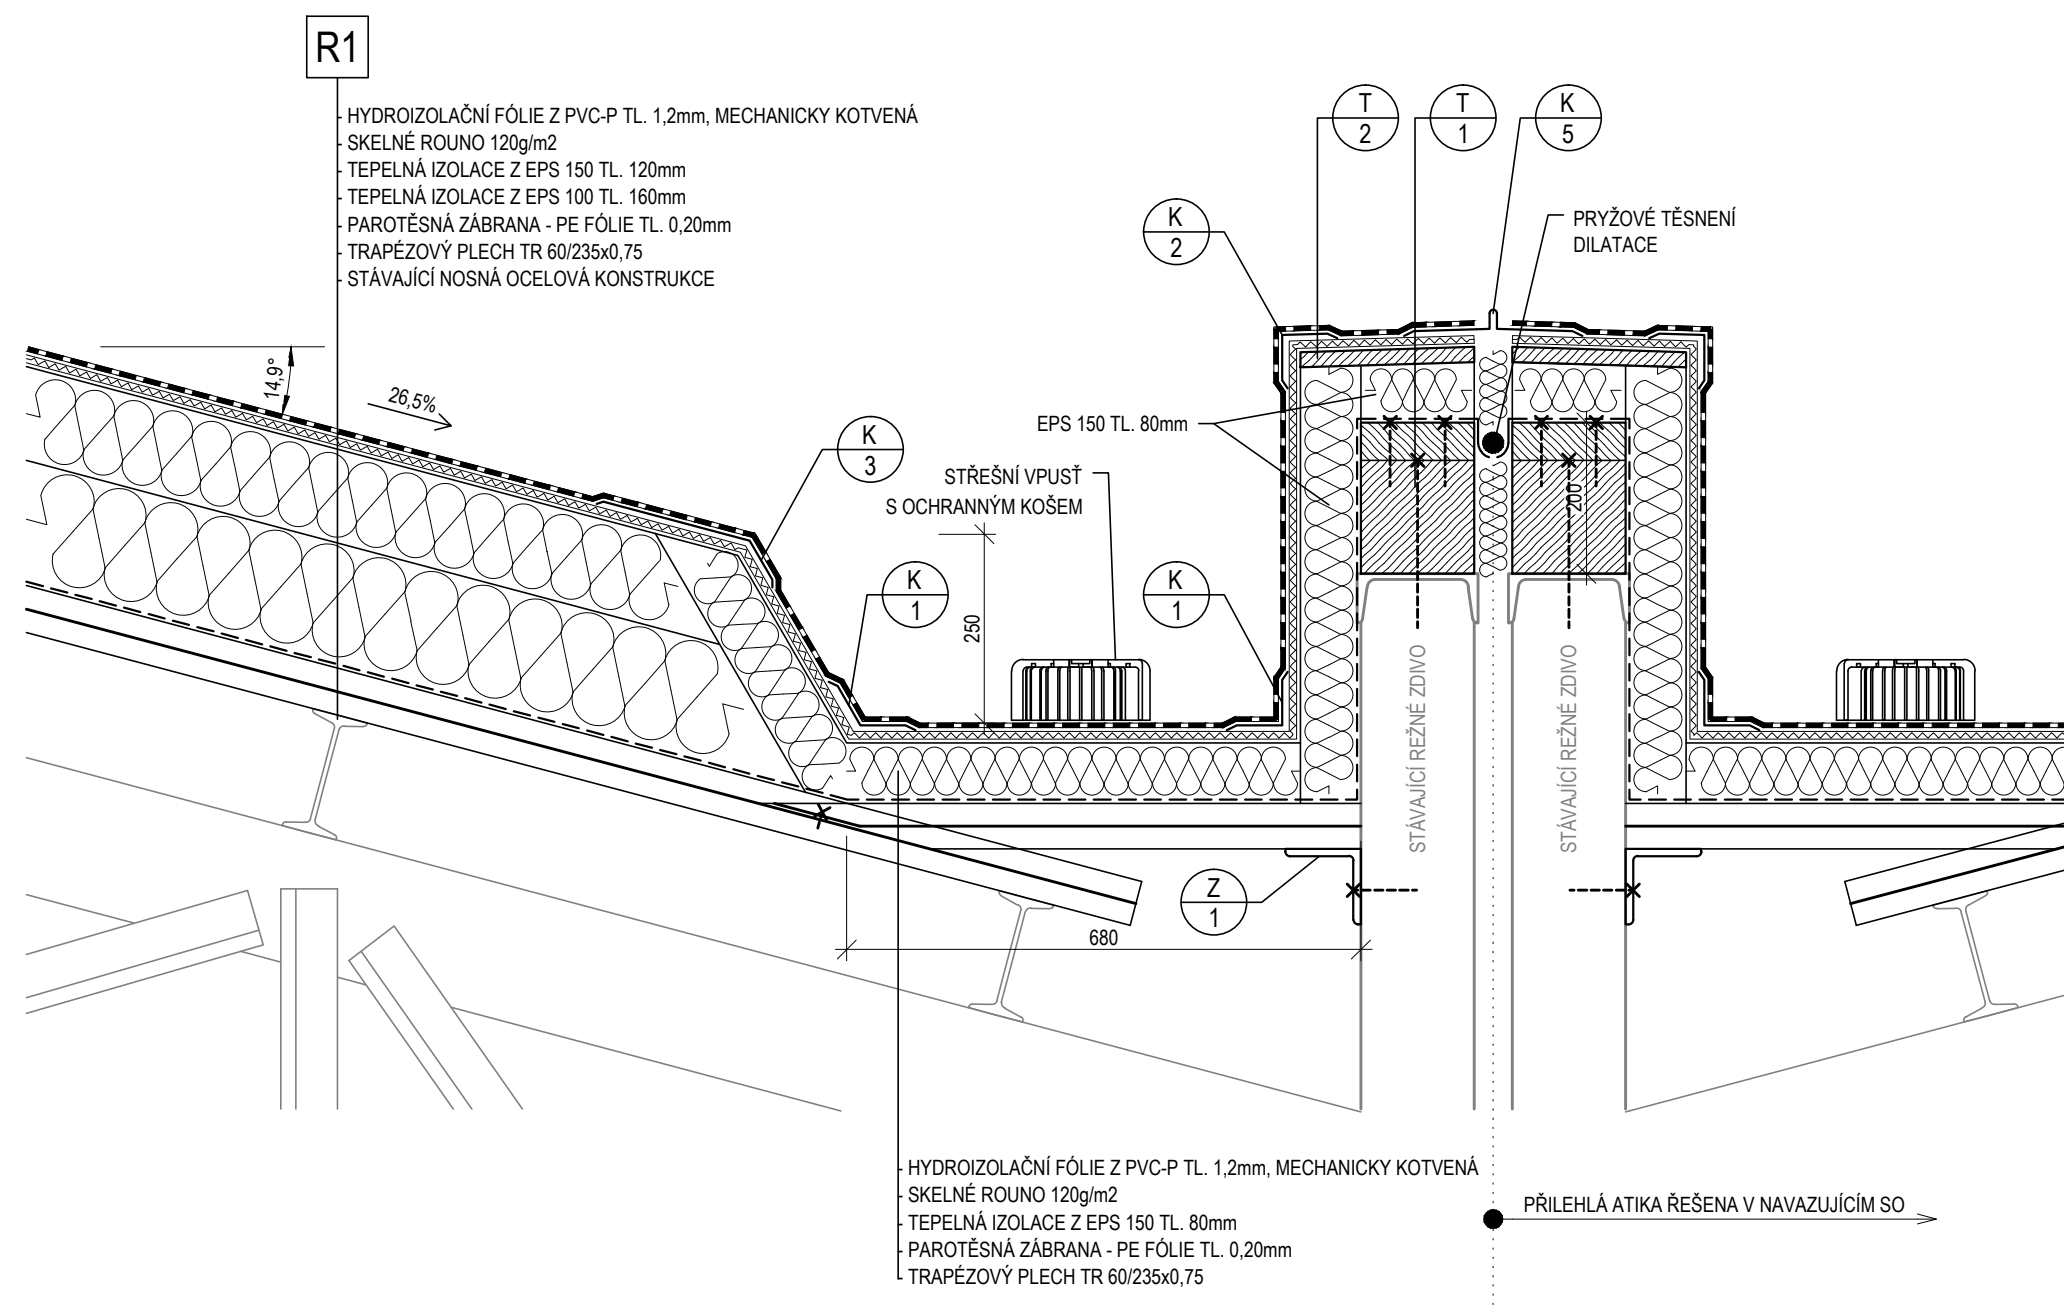 R1
HYDROIZOLAČNÍ FÓLIE Z PVC-P TL. 1,2mm, MECHANICKY KOTVENÁ
SKELNÉ ROUNO 120g/m2
TEPELNÁ IZOLACE Z EPS 150 TL. 120mm
TEPELNÁ IZOLACE Z EPS 100 TL. 160mm
PAROTĚSNÁ ZÁBRANA - PE FÓLIE TL. 0,20mm
TRAPÉZOVÝ PLECH TR 60/235x0,75
STÁVAJÍCÍ NOSNÁ OCELOVÁ KONSTRUKCE
T
2
T
1
K
5
K
2
PRYŽOVÉ TĚSNENÍ
DILATACE
14,9°
26,5%
EPS 150 TL. 80mm
K
3
STŘEŠNÍ VPUSŤ
S OCHRANNÝM KOŠEM
200
K
1
250
K
1
STÁVAJÍCÍ REŽNÉ ZDIVO
STÁVAJÍCÍ REŽNÉ ZDIVO
Z
1
680
HYDROIZOLAČNÍ FÓLIE Z PVC-P TL. 1,2mm, MECHANICKY KOTVENÁ
SKELNÉ ROUNO 120g/m2
TEPELNÁ IZOLACE Z EPS 150 TL. 80mm
PAROTĚSNÁ ZÁBRANA - PE FÓLIE TL. 0,20mm
TRAPÉZOVÝ PLECH TR 60/235x0,75
PŘILEHLÁ ATIKA ŘEŠENA V NAVAZUJÍCÍM SO